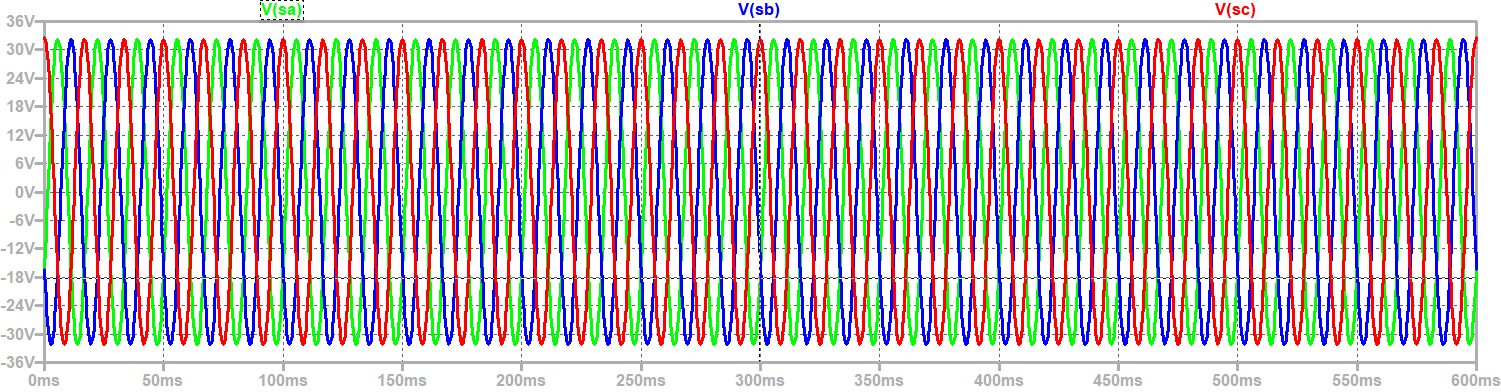 V(sa) V(sb) V(sc)
36V
30V
24V
18V
12V
6V
0V
-6V
-12V
-18V
-24V
-30V
-36V
0ms 50ms 100ms 150ms 200ms 250ms 300ms 350ms 400ms 450ms 500ms 550ms 600ms